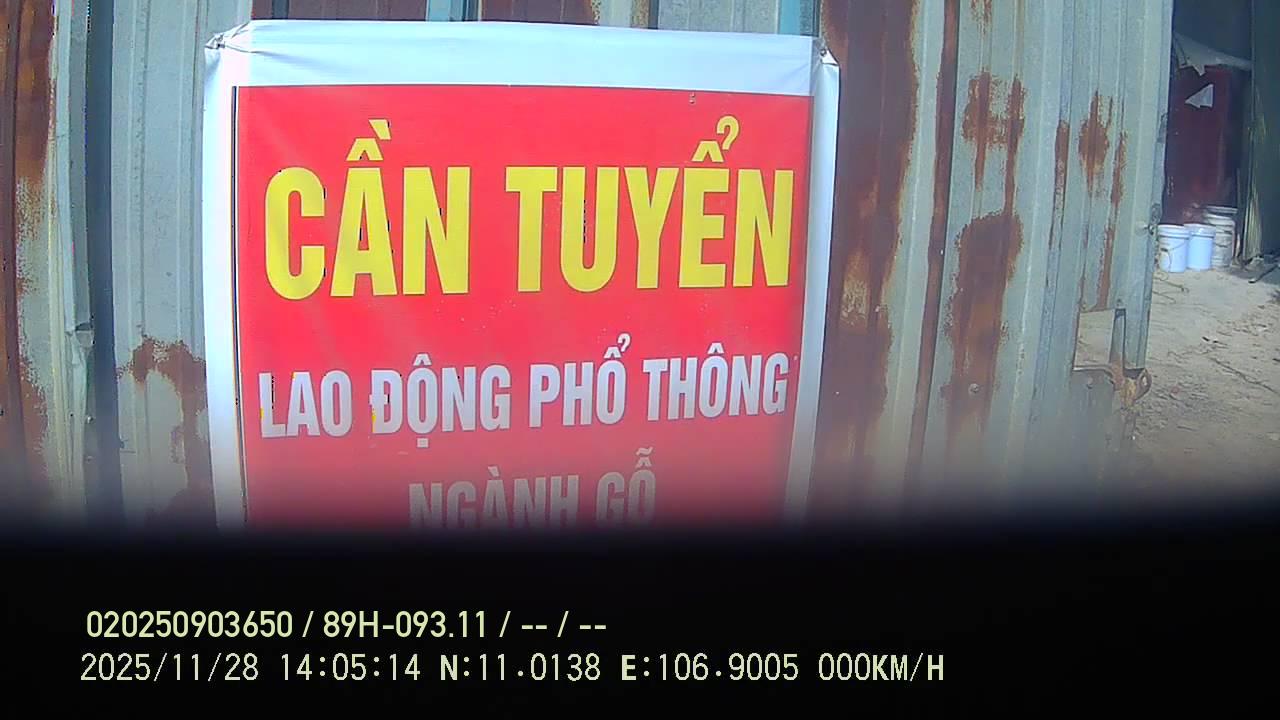 CẦN TUYỂN
LAO ĐỘNG PHỔ THÔNG
NGÀNH GỖ
020250903650 / 89H-093.11 / -- / --
2025/11/28 14:05:14 N:11.0138 E:106.9005 000KM/H